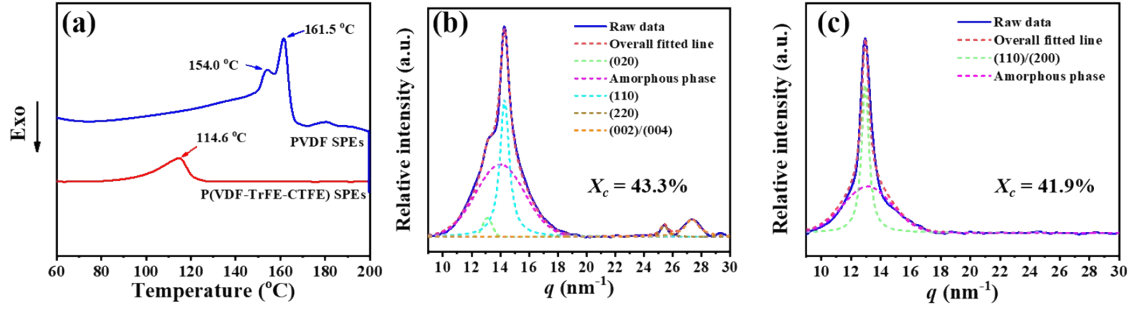 (a)
161.5 °C
154.0 °C
PVDF SPEs
114.6 °C
P(VDF-TrFE-CTFE) SPEs
Exo
60 80 100 120 140 160 180 200
Temperature (°C)
(b)
Raw data
Overall fitted line
(020)
Amorphous phase
(110)
(220)
(002)/(004)
Xc = 43.3%
Relative intensity (a.u.)
10 12 14 16 18 20 22 24 26 28 30
q (nm-1)
(c)
Raw data
Overall fitted line
(110)/(200)
Amorphous phase
Xc = 41.9%
Relative intensity (a.u.)
10 12 14 16 18 20 22 24 26 28 30
q (nm-1)